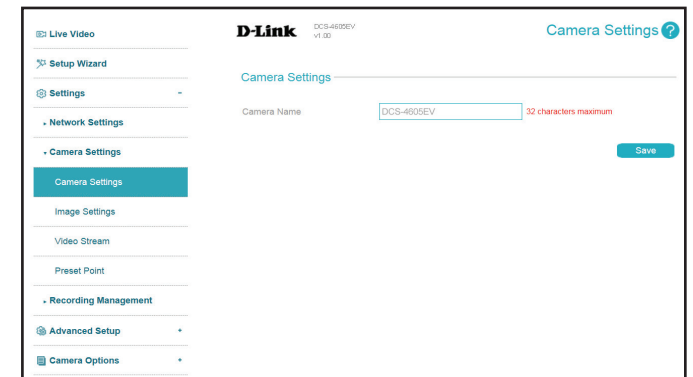 Live Video
Setup Wizard
Settings -
Network Settings
Camera Settings
Camera Settings
Image Settings
Video Stream
Preset Point
Recording Management
Advanced Setup +
Camera Options +
D-Link
DCS-4605EV
v1.00
Camera Settings ?
Camera Settings
Camera Name DCS-4605EV 32 characters maximum
Save